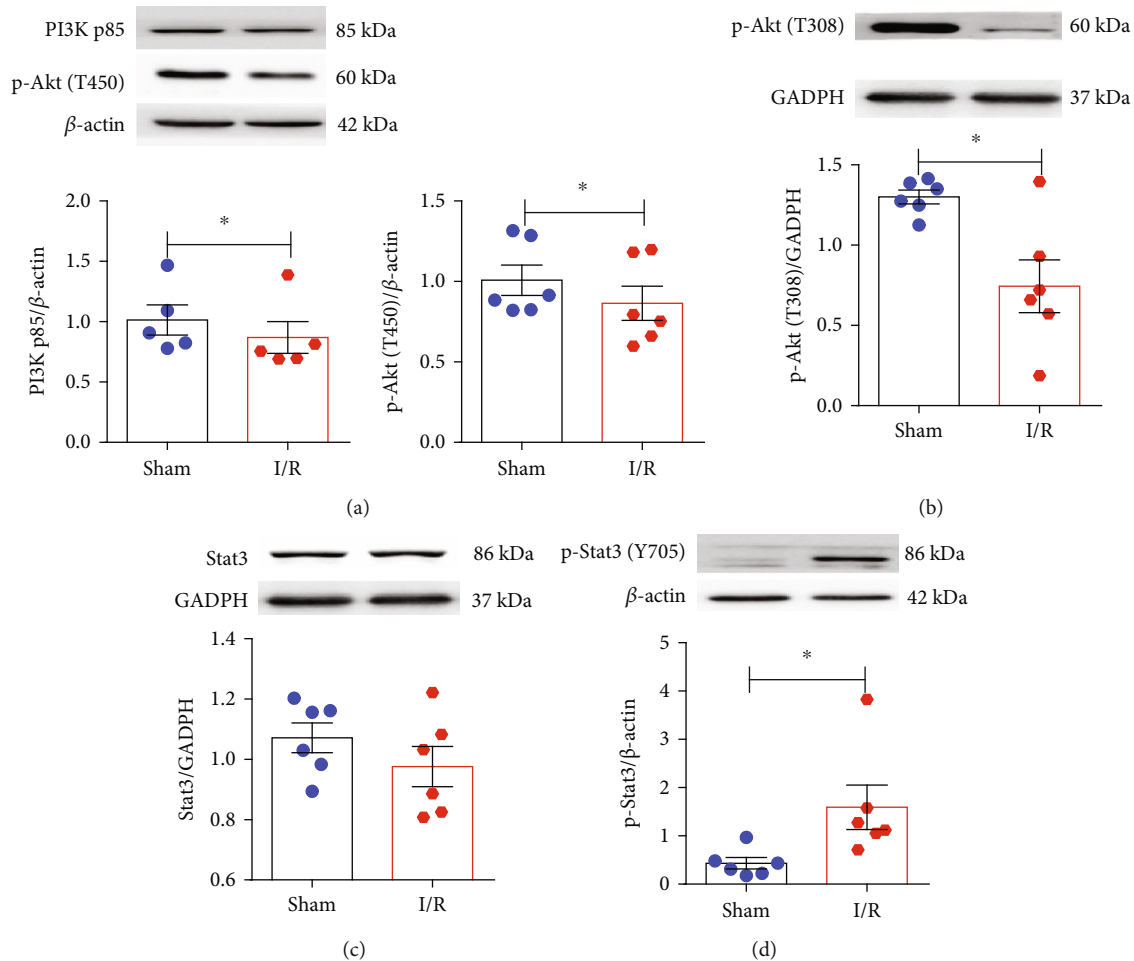 PI3K p85 85 kDa
p-Akt (T450) 60 kDa
β-actin 42 kDa
PI3K p85/β-actin
2.0
1.5
1.0
0.5
0.0
*
Sham I/R
p-Akt (T450)/β-actin
1.5
1.0
0.5
0.0
*
Sham I/R
(a)
p-Akt (T308) 60 kDa
GADPH 37 kDa
p-Akt (T308)/GADPH
1.5
1.0
0.5
0.0
*
Sham I/R
(b)
Stat3 86 kDa
GADPH 37 kDa
Stat3/GADPH
1.4
1.2
1.0
0.8
0.6
Sham I/R
(c)
p-Stat3 (Y705) 86 kDa
β-actin 42 kDa
p-Stat3/β-actin
5
4
3
2
1
0
*
Sham I/R
(d)